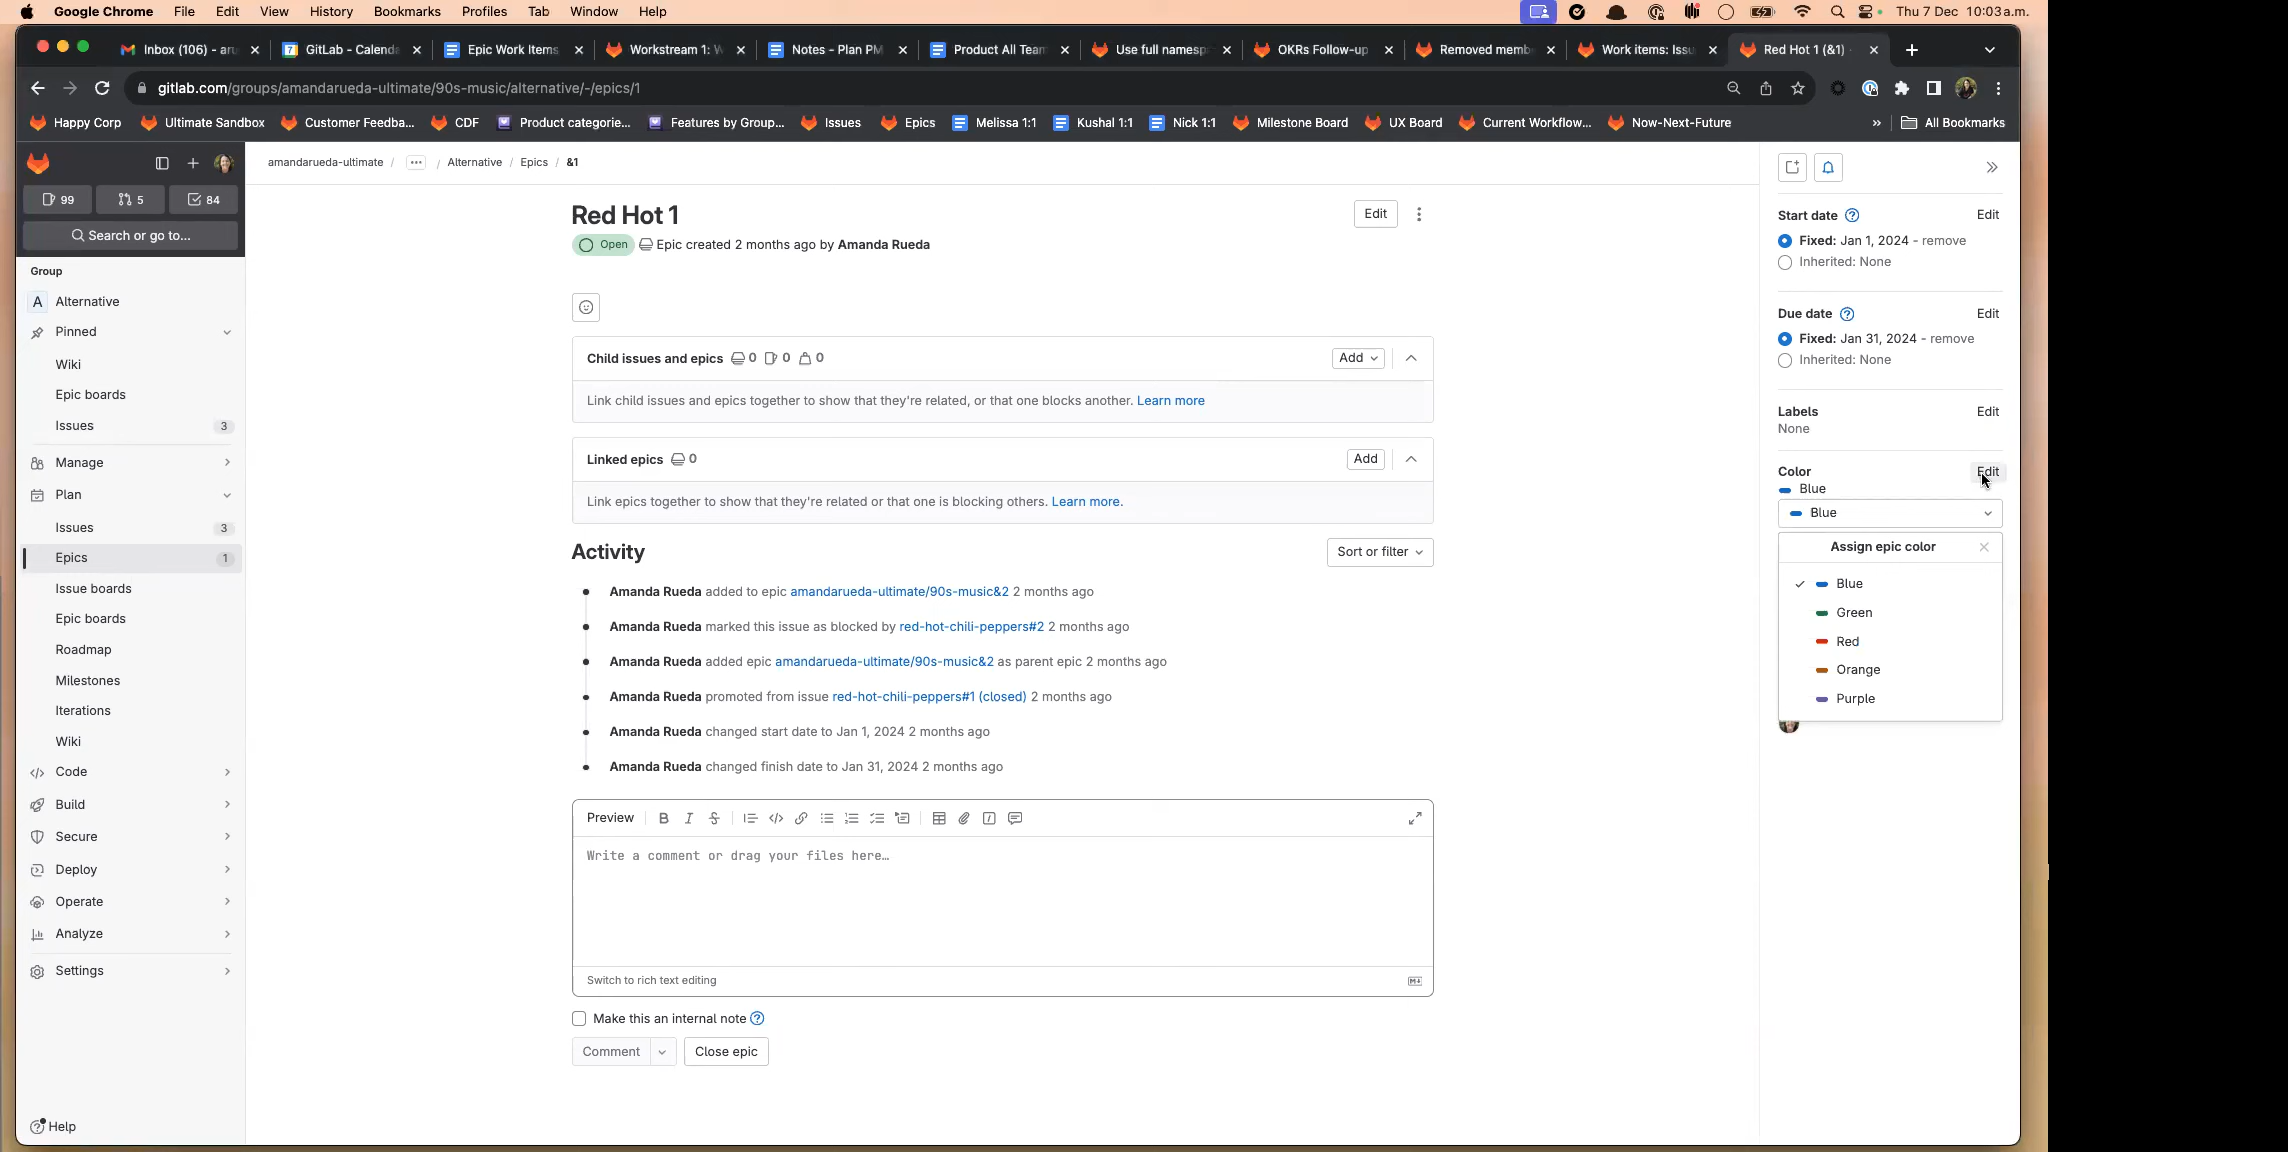 Google Chrome File Edit View History Bookmarks Profiles Tab Window Help Thu 7 Dec 10:03 a.m.
Inbox (106) - aru GitLab - Calenda Epic Work Items Workstream 1: W Notes - Plan PM Product All Team Use full namesp OKRs Follow-up Removed memb Work items: Issu Red Hot 1 (&1)
gitlab.com/groups/amandarueda-ultimate/90s-music/alternative/-/epics/1
Happy Corp Ultimate Sandbox Customer Feedba... CDF Product categorie... Features by Group... Issues Epics Melissa 1:1 Kushal 1:1 Nick 1:1 Milestone Board UX Board Current Workflow... Now-Next-Future » All Bookmarks
99 5 84
Search or go to...
Group
A Alternative
Pinned
Wiki
Epic boards
Issues 3
Manage
Plan
Issues 3
Epics 1
Issue boards
Epic boards
Roadmap
Milestones
Iterations
Wiki
Code
Build
Secure
Deploy
Operate
Analyze
Settings
Help
amandarueda-ultimate / ... / Alternative / Epics / &1
Red Hot 1
Edit
Open Epic created 2 months ago by Amanda Rueda
Child issues and epics 0 0 0 Add
Link child issues and epics together to show that they're related, or that one blocks another. Learn more
Linked epics 0 Add
Link epics together to show that they're related or that one is blocking others. Learn more.
Activity
Sort or filter
Amanda Rueda added to epic amandarueda-ultimate/90s-music&2 2 months ago
Amanda Rueda marked this issue as blocked by red-hot-chili-peppers#2 2 months ago
Amanda Rueda added epic amandarueda-ultimate/90s-music&2 as parent epic 2 months ago
Amanda Rueda promoted from issue red-hot-chili-peppers#1 (closed) 2 months ago
Amanda Rueda changed start date to Jan 1, 2024 2 months ago
Amanda Rueda changed finish date to Jan 31, 2024 2 months ago
Preview B I S
Write a comment or drag your files here…
Switch to rich text editing
Make this an internal note ?
Comment Close epic
Start date ? Edit
Fixed: Jan 1, 2024 - remove
Inherited: None
Due date ? Edit
Fixed: Jan 31, 2024 - remove
Inherited: None
Labels Edit
None
Color Edit
Blue
Blue
Assign epic color
Blue
Green
Red
Orange
Purple